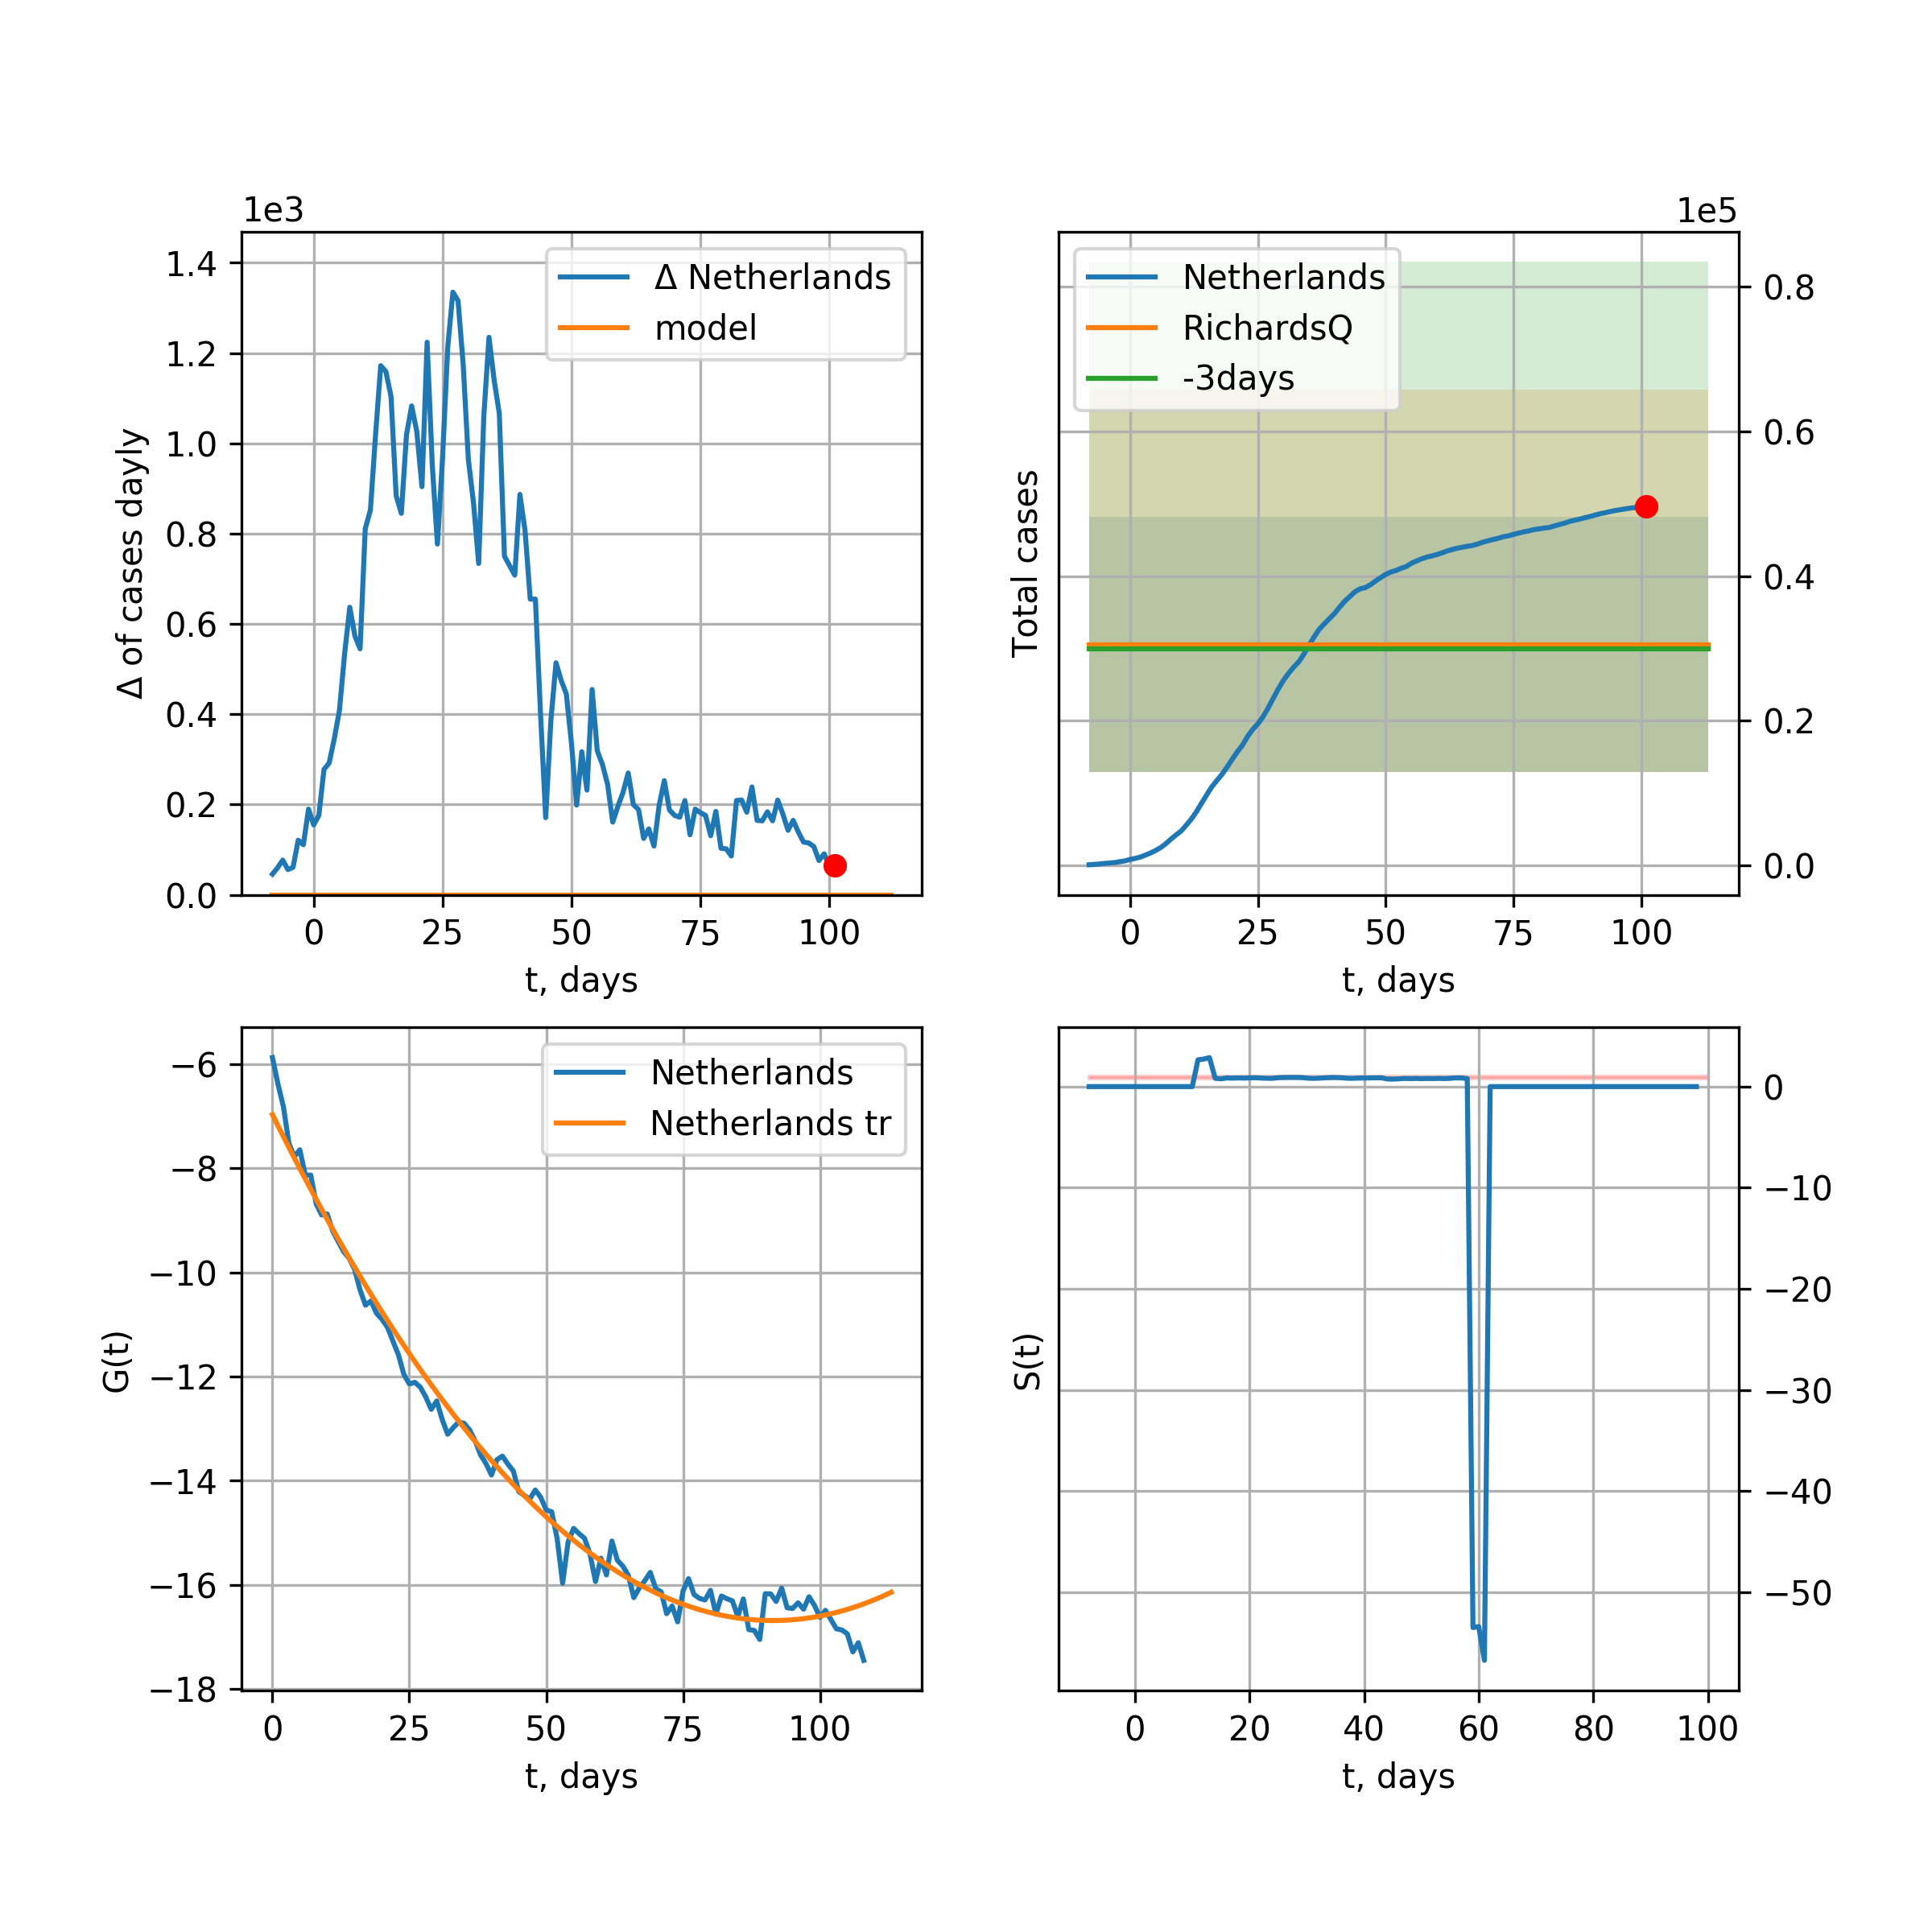 1e3
Δ of cases dayly
1.4
1.2
1.0
0.8
0.6
0.4
0.2
0.0
Δ Netherlands
model
0 25 50 75 100
t, days
1e5
Total cases
Netherlands
RichardsQ
-3days
0.8
0.6
0.4
0.2
0.0
0 25 50 75 100
t, days
G(t)
−6
−8
−10
−12
−14
−16
−18
Netherlands
Netherlands tr
0 25 50 75 100
t, days
S(t)
0
−10
−20
−30
−40
−50
0 20 40 60 80 100
t, days